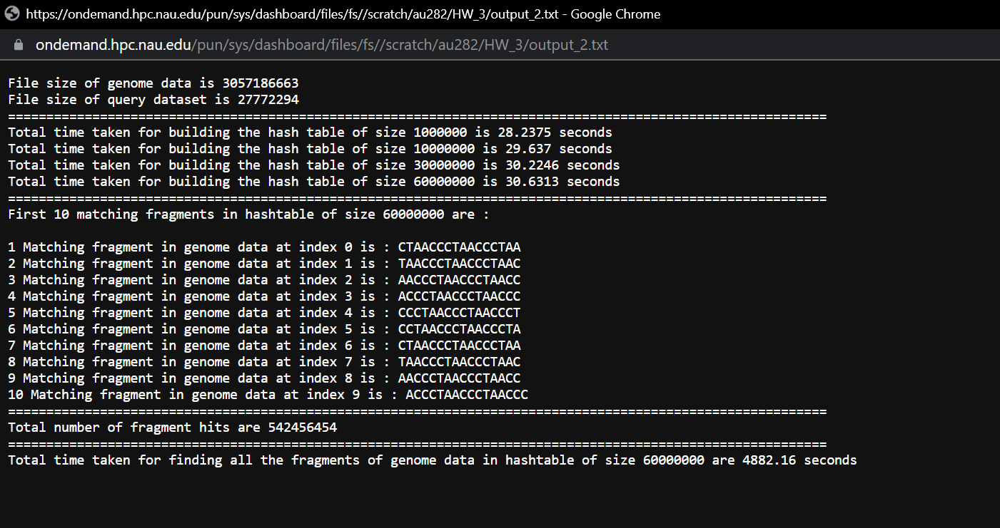 https://ondemand.hpc.nau.edu/pun/sys/dashboard/files/fs//scratch/au282/HW_3/output_2.txt - Google Chrome
ondemand.hpc.nau.edu/pun/sys/dashboard/files/fs//scratch/au282/HW_3/output_2.txt
File size of genome data is 3057186663
File size of query dataset is 27772294
===========================================================================================================
Total time taken for building the hash table of size 1000000 is 28.2375 seconds
Total time taken for building the hash table of size 10000000 is 29.637 seconds
Total time taken for building the hash table of size 30000000 is 30.2246 seconds
Total time taken for building the hash table of size 60000000 is 30.6313 seconds
===========================================================================================================
First 10 matching fragments in hashtable of size 60000000 are :
1 Matching fragment in genome data at index 0 is : CTAACCCTAACCCTAA
2 Matching fragment in genome data at index 1 is : TAACCCTAACCCTAAC
3 Matching fragment in genome data at index 2 is : AACCCTAACCCTAACC
4 Matching fragment in genome data at index 3 is : ACCCTAACCCTAACCC
5 Matching fragment in genome data at index 4 is : CCCTAACCCTAACCCT
6 Matching fragment in genome data at index 5 is : CCTAACCCTAACCCTA
7 Matching fragment in genome data at index 6 is : CTAACCCTAACCCTAA
8 Matching fragment in genome data at index 7 is : TAACCCTAACCCTAAC
9 Matching fragment in genome data at index 8 is : AACCCTAACCCTAACC
10 Matching fragment in genome data at index 9 is : ACCCTAACCCTAACCC
===========================================================================================================
Total number of fragment hits are 542456454
===========================================================================================================
Total time taken for finding all the fragments of genome data in hashtable of size 60000000 are 4882.16 seconds